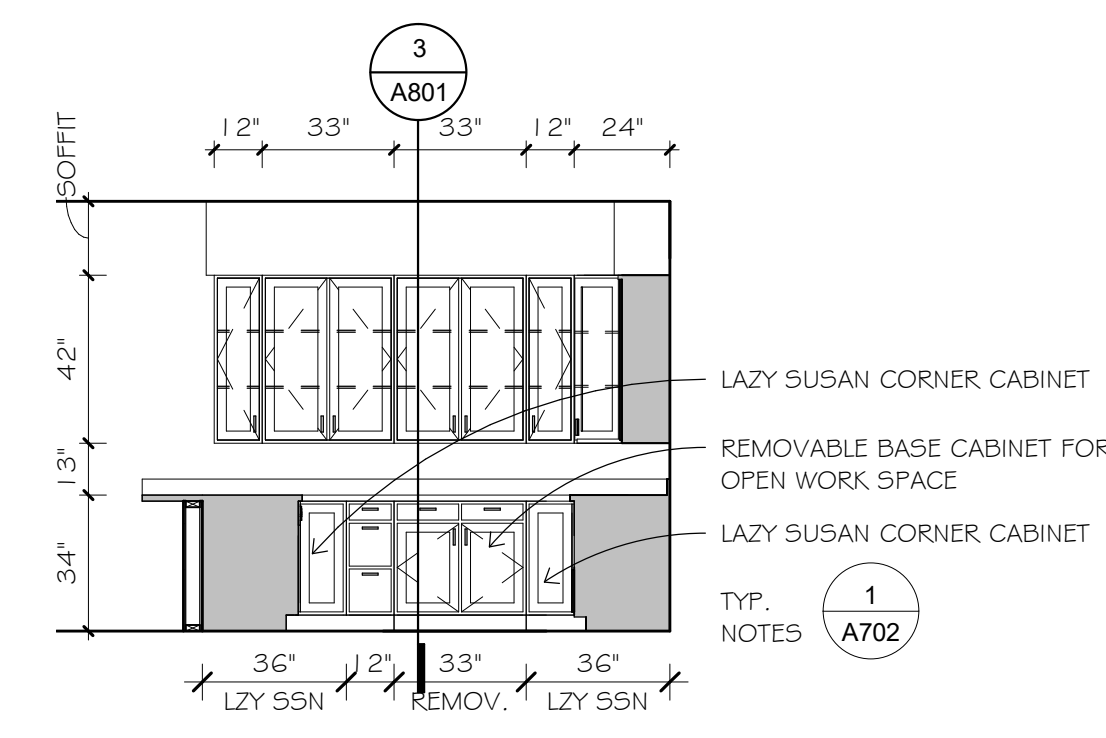 3
A801
12" 33" 33" 12" 24"
SOFFIT
42"
13"
34"
LAZY SUSAN CORNER CABINET
REMOVABLE BASE CABINET FOR
OPEN WORK SPACE
LAZY SUSAN CORNER CABINET
TYP.
NOTES
1
A702
36" 12" 33" 36"
LZY SSN REMOV. LZY SSN